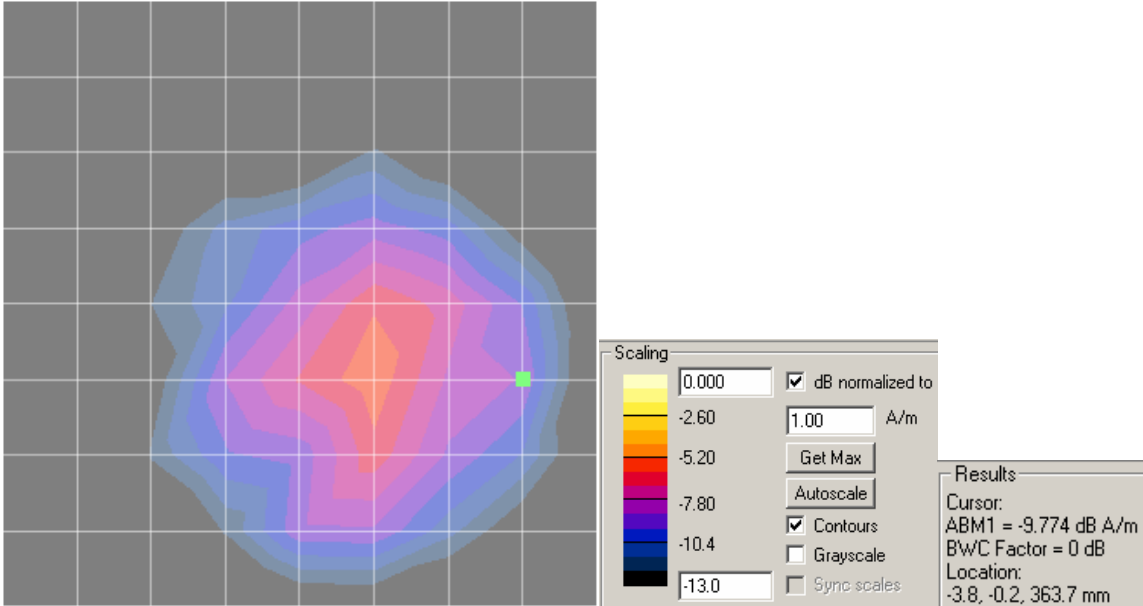 Scaling
0.000
dB normalized to
-2.60
1.00 A/m
-5.20
Get Max
Autoscale
-7.80
Contours
-10.4
Grayscale
-13.0
Sync scales
Results
Cursor:
ABM1 = -9.774 dB A/m
BWC Factor = 0 dB
Location:
-3.8, -0.2, 363.7 mm